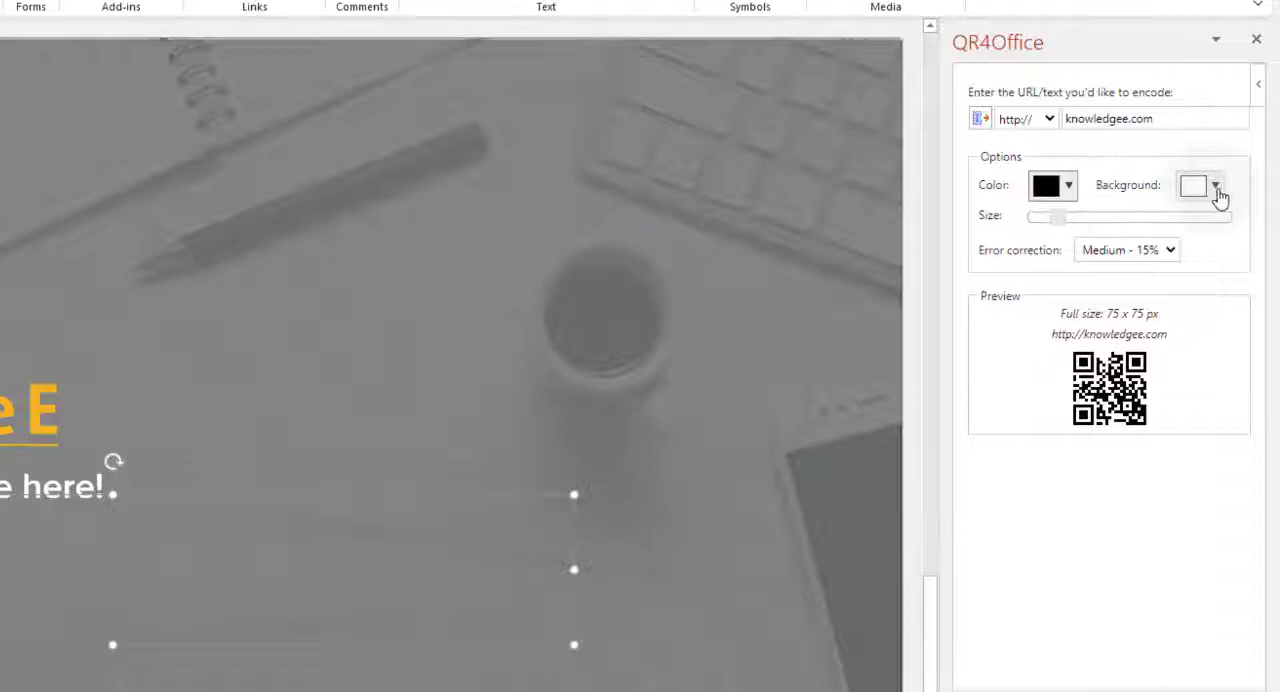 Forms Add-ins Links Comments Text Symbols Media
QR4Office
Enter the URL/text you'd like to encode:
http:// knowledgee.com
Options
Color: Background:
Size:
Error correction: Medium - 15%
Preview
Full size: 75 x 75 px
http://knowledgee.com
e E
e here!